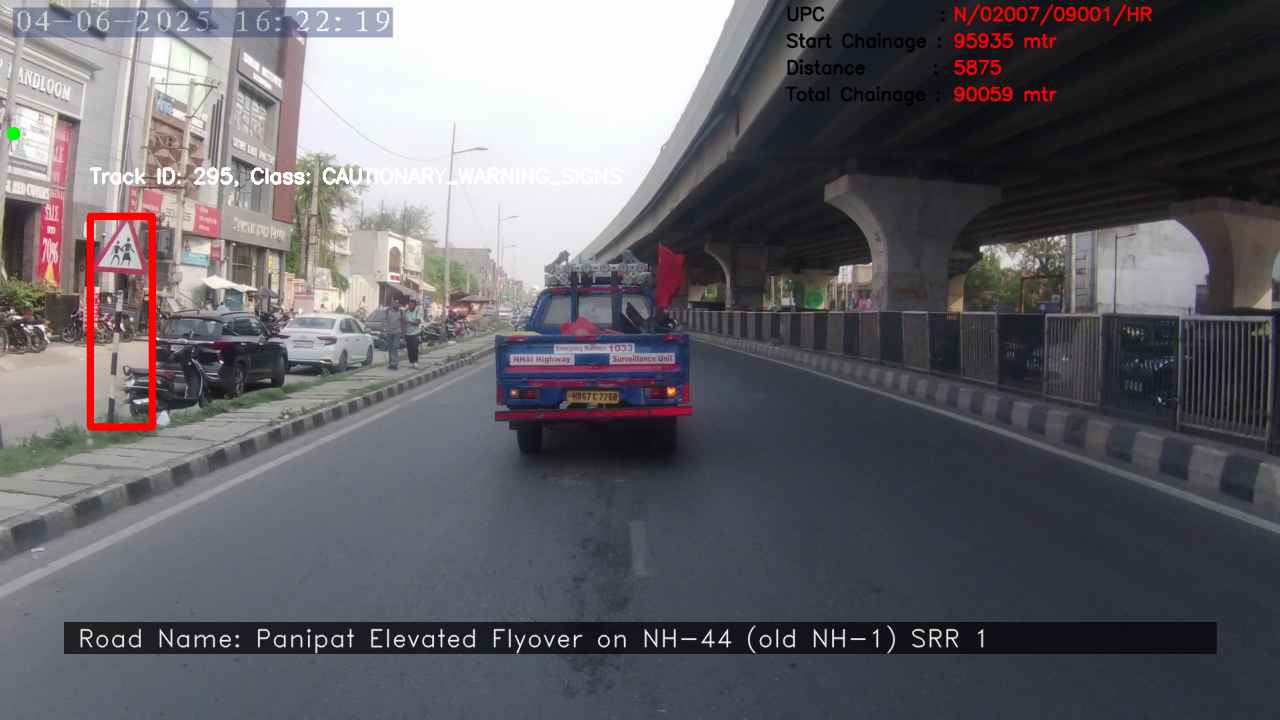 04-06-2025 16:22:19
UPC : N/02007/09001/HR
Start Chainage : 95935 mtr
Distance : 5875
Total Chainage : 90059 mtr
HANDLOOM
Track ID: 295, Class: CAUTIONARY_WARNING_SIGNS
SALE
70%
1033
NHAI Highway
Surveillance Unit
Road Name: Panipat Elevated Flyover on NH-44 (old NH-1) SRR 1